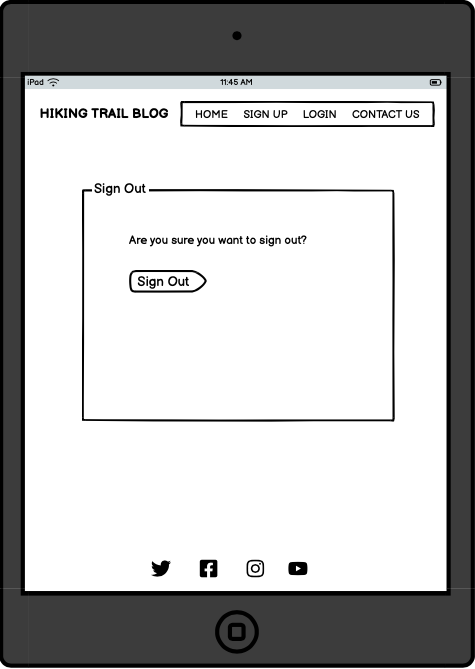 iPad 11:45 AM
HIKING TRAIL BLOG HOME SIGN UP LOGIN CONTACT US
Sign Out
Are you sure you want to sign out?
Sign Out